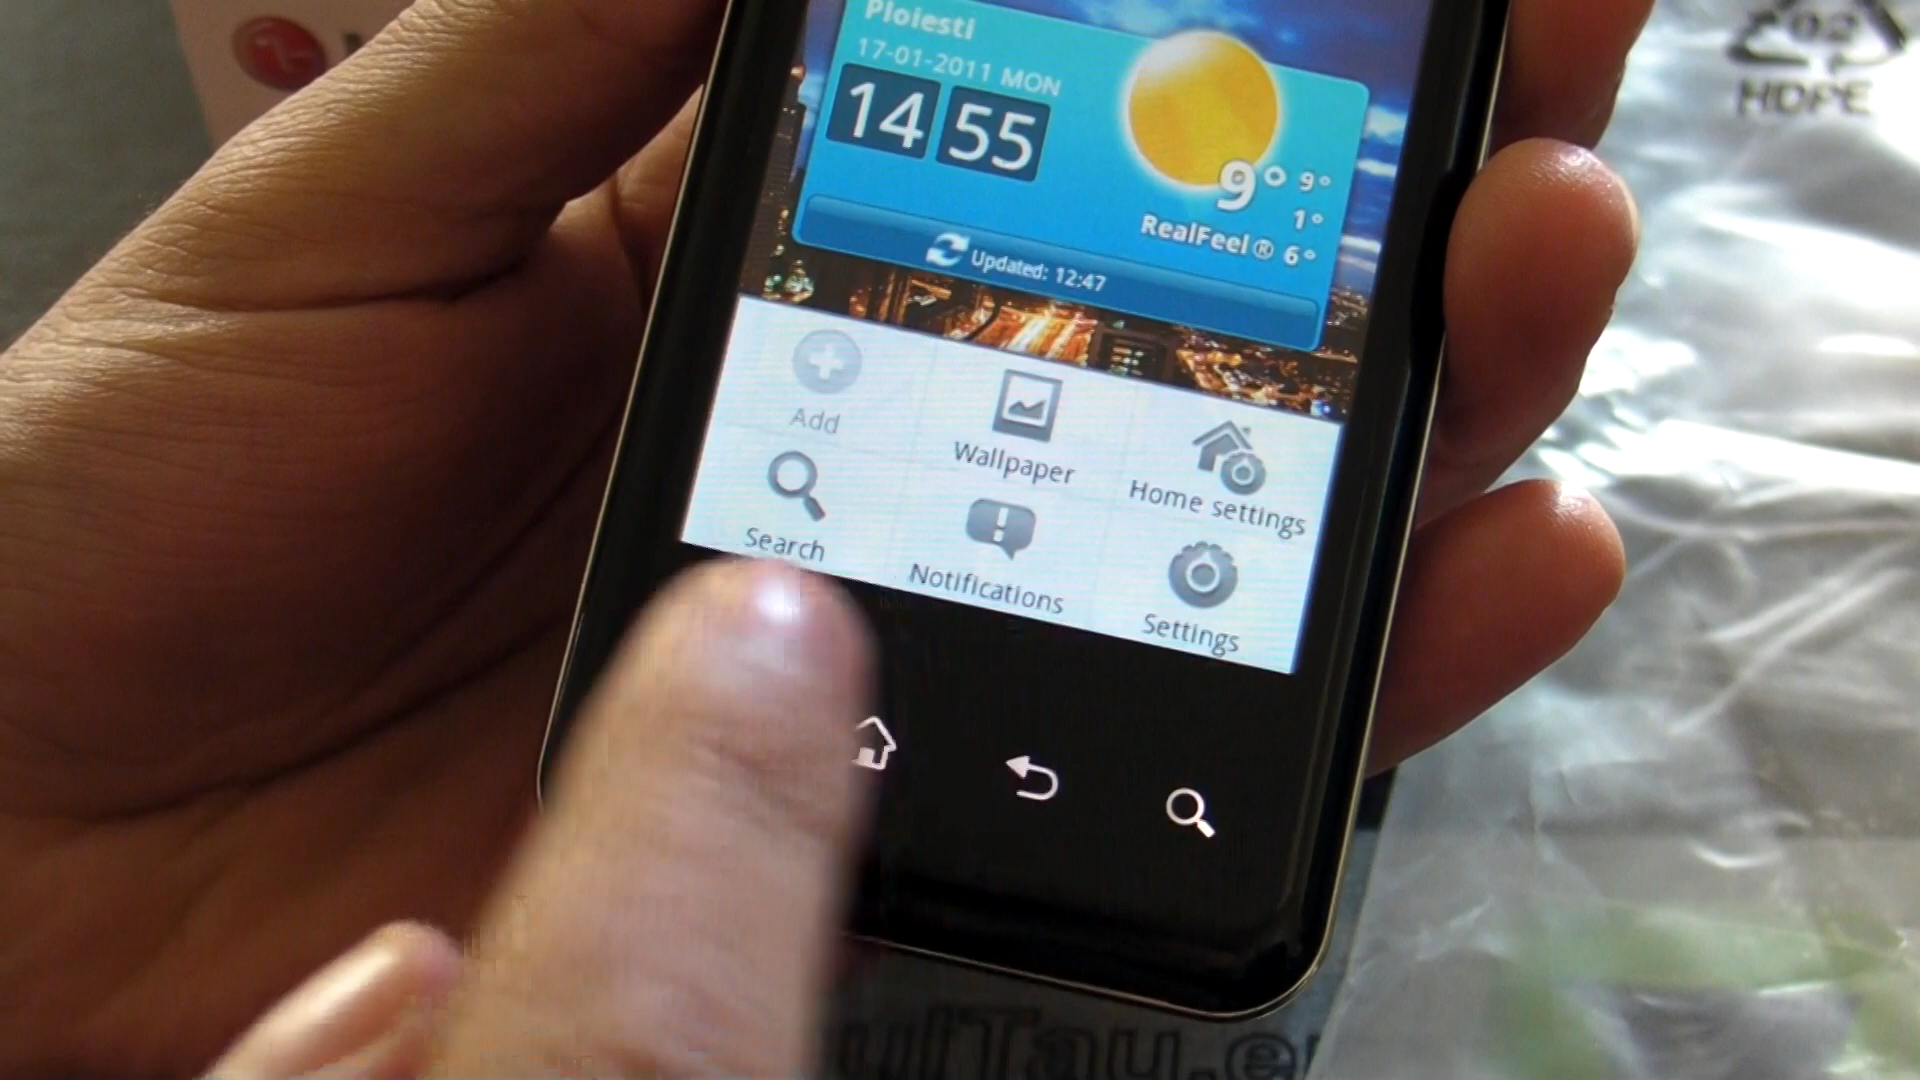 Ploiesti
17-01-2011 MON
14 55
9° 9°
1°
RealFeel® 6°
Updated: 12:47
Add
Wallpaper
Home settings
Search
Notifications
Settings
02
HDPE